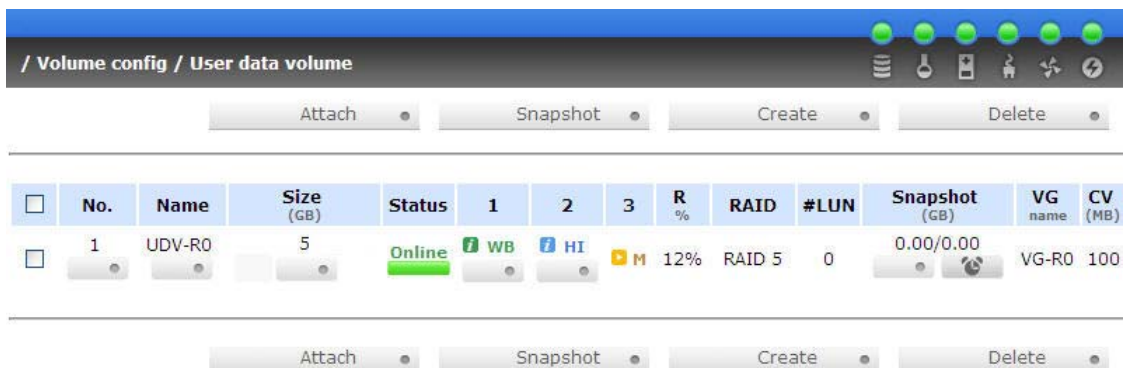 / Volume config / User data volume
Attach Snapshot Create Delete
No. Name Size (GB) Status 1 2 3 R % RAID #LUN Snapshot (GB) VG name CV (MB)
1 UDV-R0 5 Online i WB i HI M 12% RAID 5 0 0.00/0.00 VG-R0 100
Attach Snapshot Create Delete